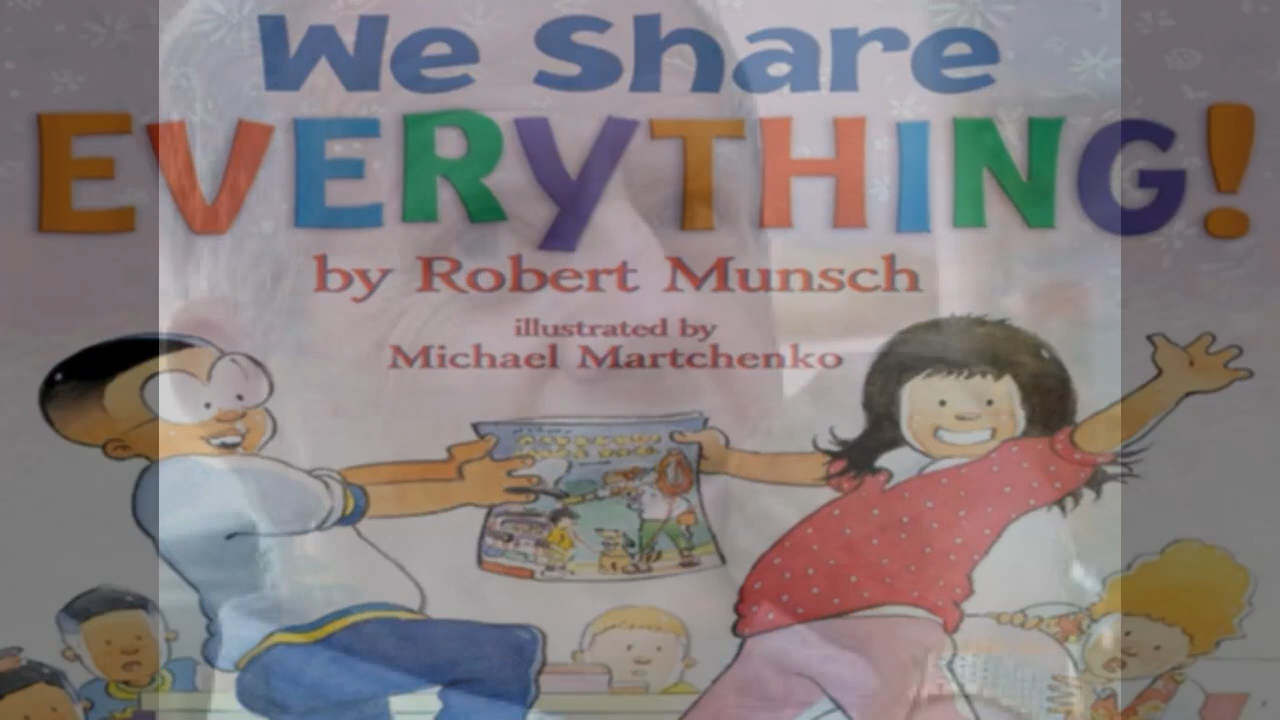 We Share
EVERYTHING!
by Robert Munsch
illustrated by
Michael Martchenko